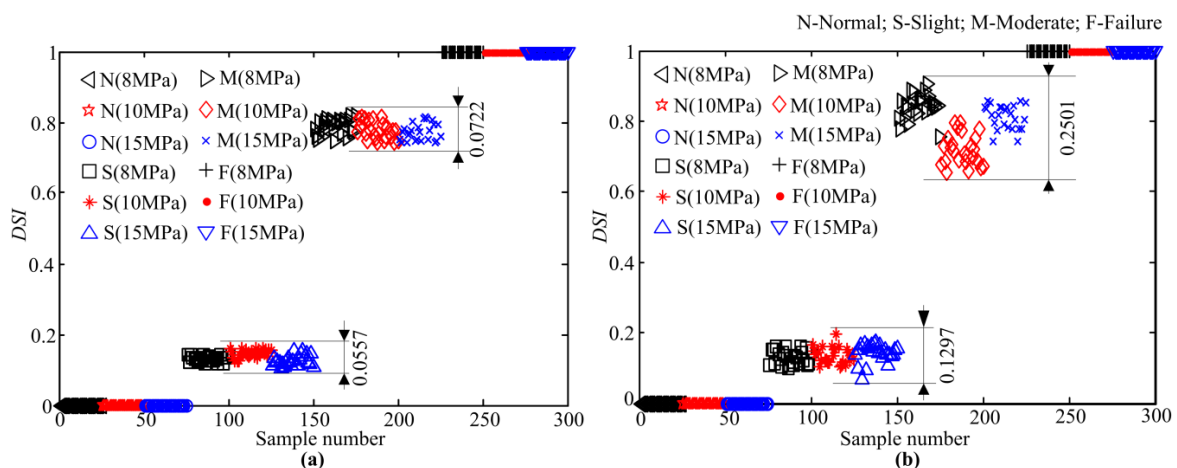 N-Normal; S-Slight; M-Moderate; F-Failure
1
0.8
0.6
0.4
0.2
0
DSI
N(8MPa) M(8MPa)
N(10MPa) M(10MPa)
N(15MPa) M(15MPa)
S(8MPa) F(8MPa)
S(10MPa) F(10MPa)
S(15MPa) F(15MPa)
0.0722
0.0557
0 50 100 150 200 250 300
Sample number
(a)
1
0.8
0.6
0.4
0.2
0
DSI
N(8MPa) M(8MPa)
N(10MPa) M(10MPa)
N(15MPa) M(15MPa)
S(8MPa) F(8MPa)
S(10MPa) F(10MPa)
S(15MPa) F(15MPa)
0.2501
0.1297
0 50 100 150 200 250 300
Sample number
(b)